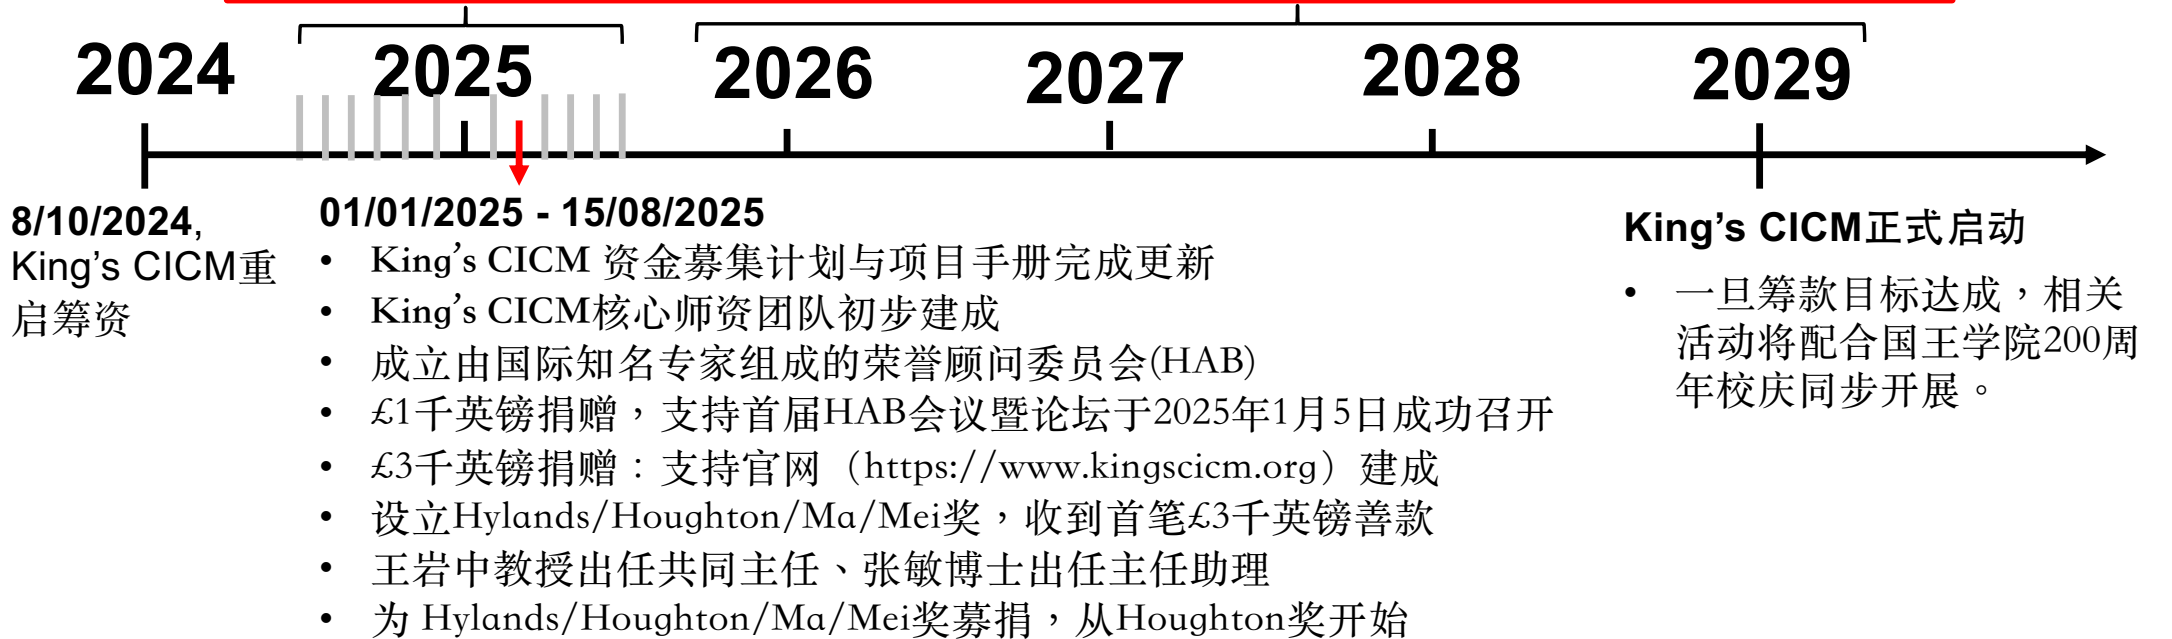 2024
2025
2026
2027
2028
2029
8/10/2024,
King's CICM重
启筹资
01/01/2025 - 15/08/2025
• King's CICM 资金募集计划与项目手册完成更新
• King's CICM核心师资团队初步建成
• 成立由国际知名专家组成的荣誉顾问委员会(HAB)
• £1千英镑捐赠，支持首届HAB会议暨论坛于2025年1月5日成功召开
• £3千英镑捐赠：支持官网（https://www.kingscicm.org）建成
• 设立Hylands/Houghton/Ma/Mei奖，收到首笔£3千英镑善款
• 王岩中教授出任共同主任、张敏博士出任主任助理
• 为 Hylands/Houghton/Ma/Mei奖募捐，从Houghton奖开始
King's CICM正式启动
• 一旦筹款目标达成，相关
活动将配合国王学院200周
年校庆同步开展。